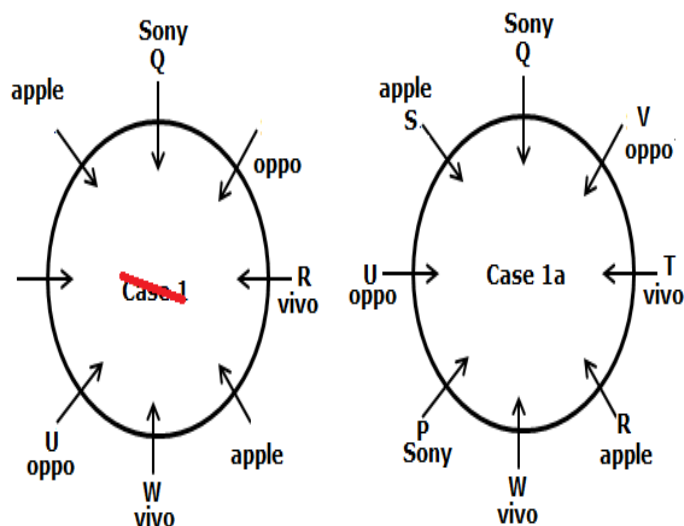 Sony
Q
apple
oppo
Case 1
R
vivo
U
oppo
apple
W
vivo
Sony
Q
apple
S
V
oppo
U
oppo
Case 1a
T
vivo
P
Sony
R
apple
W
vivo